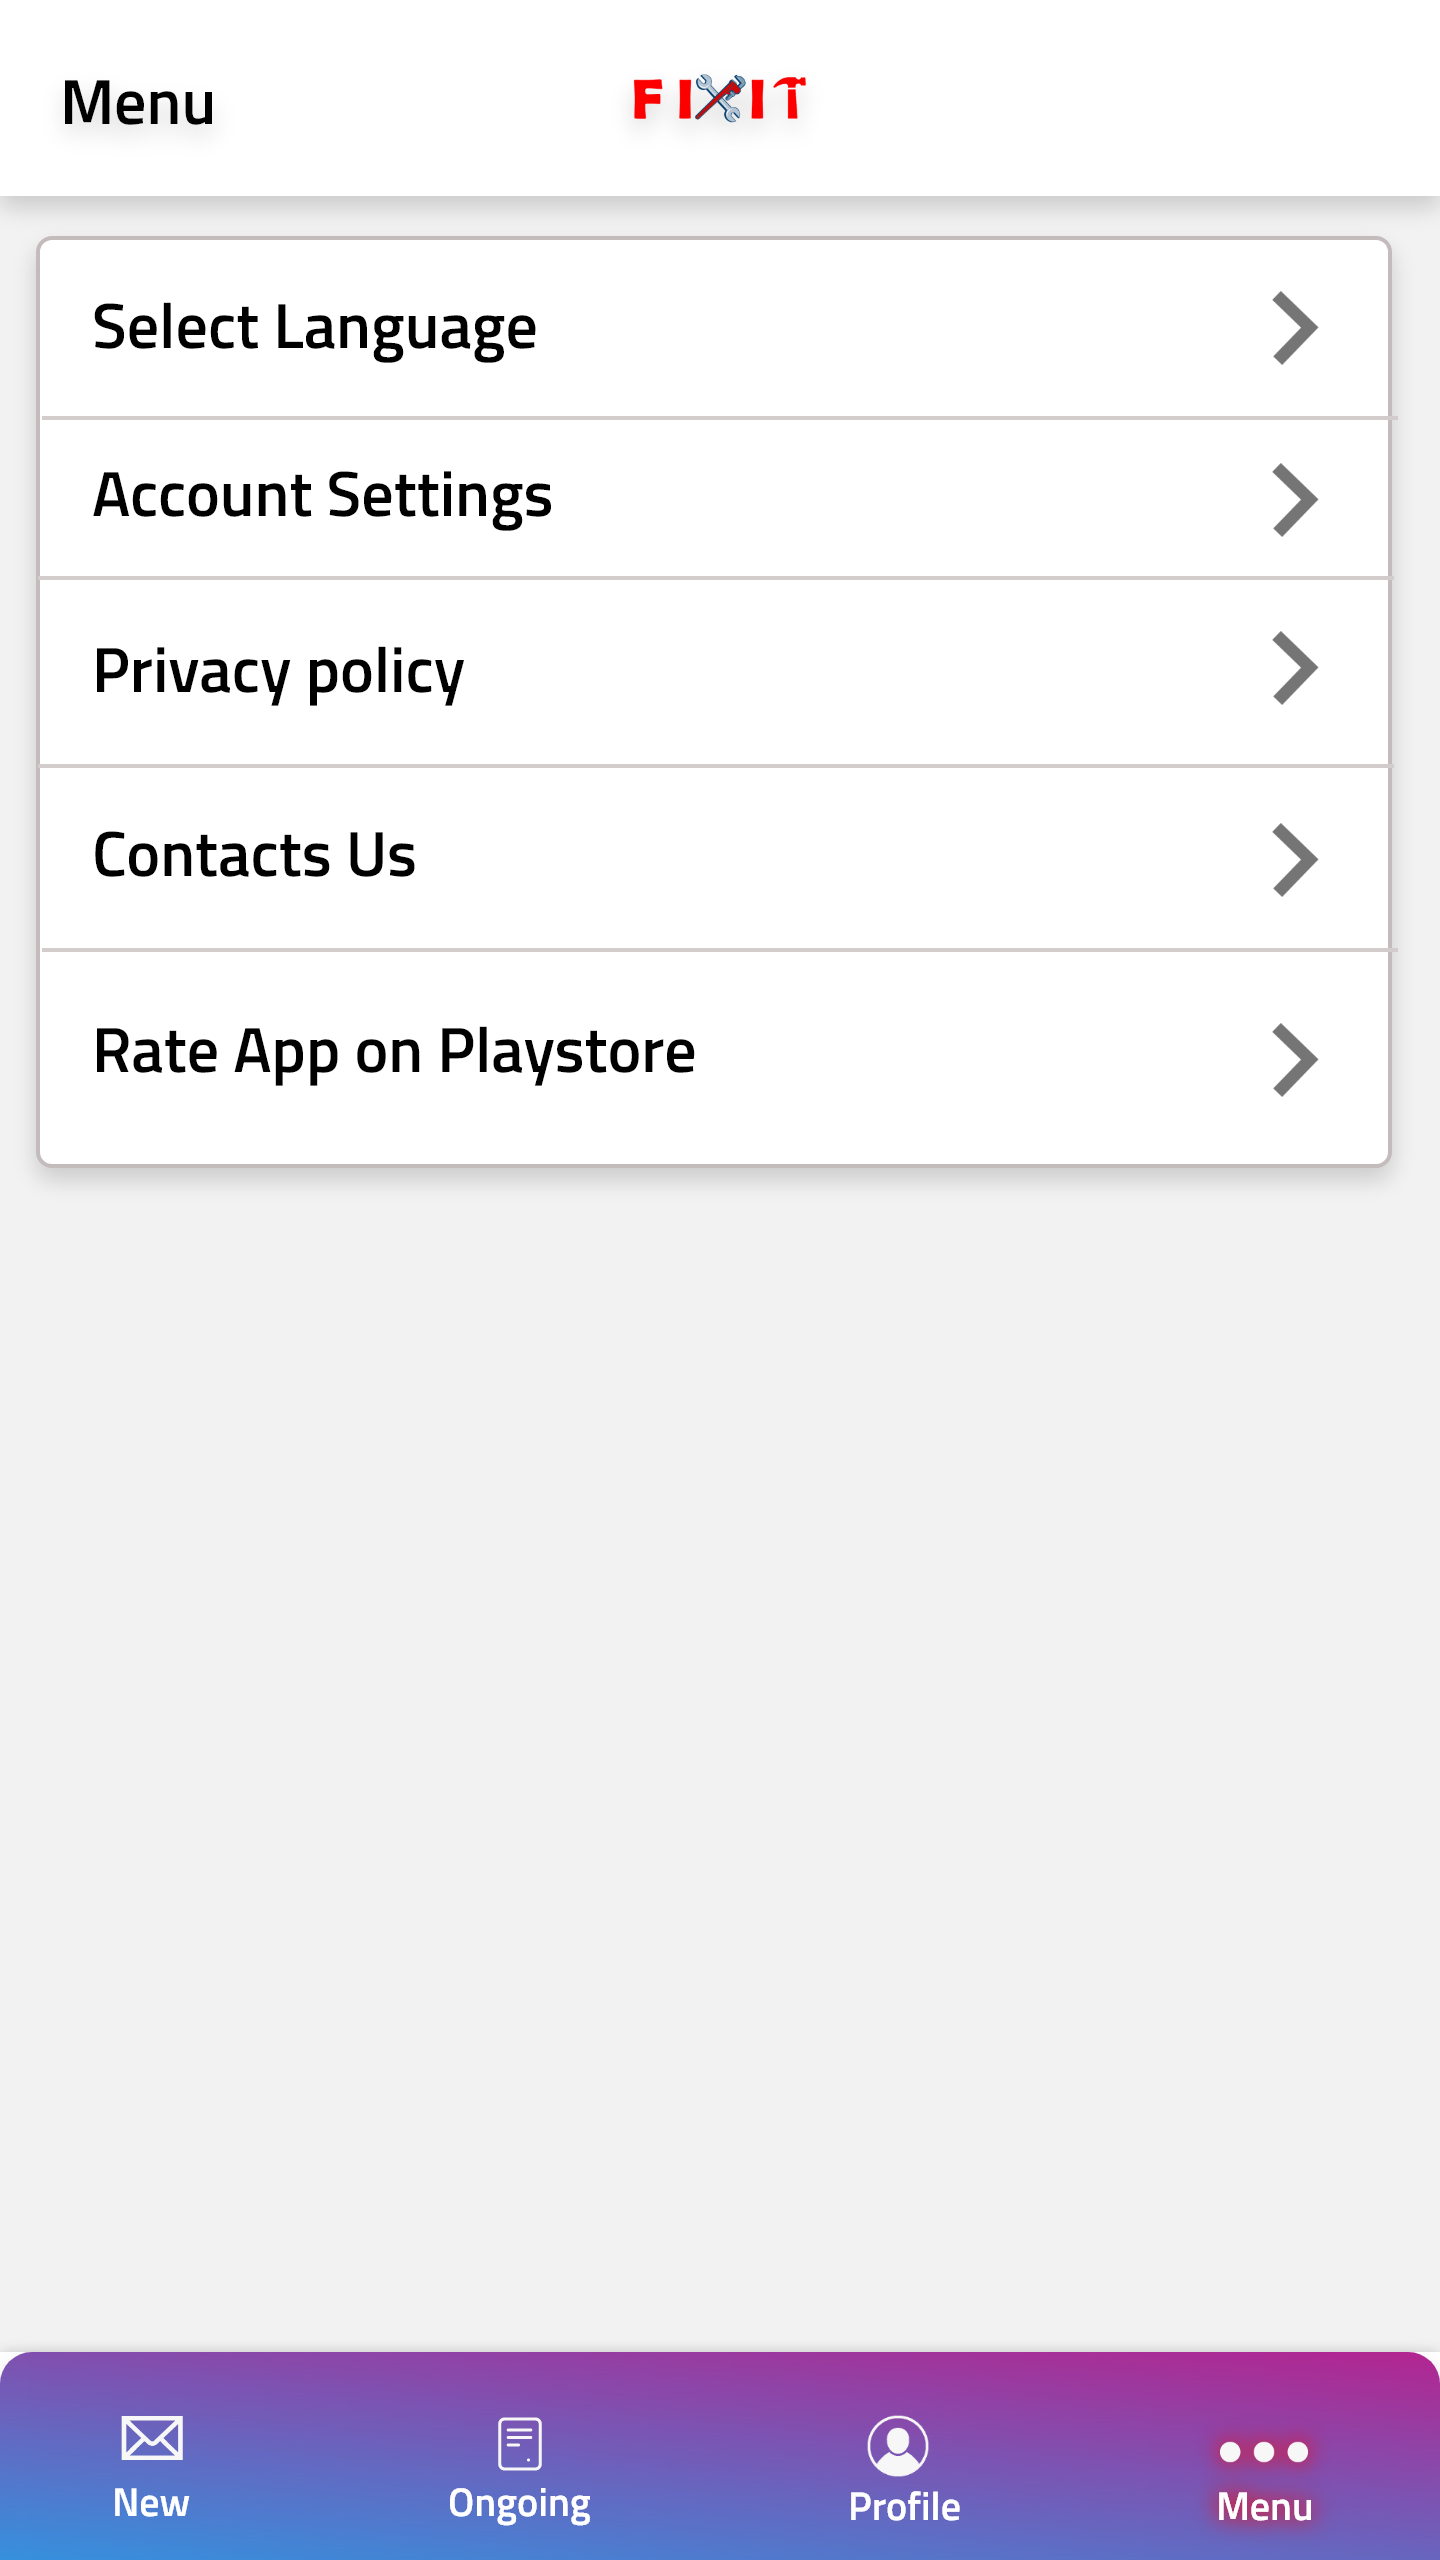 Menu
FIXIT
Select Language
Account Settings
Privacy policy
Contacts Us
Rate App on Playstore
New
Ongoing
Profile
Menu